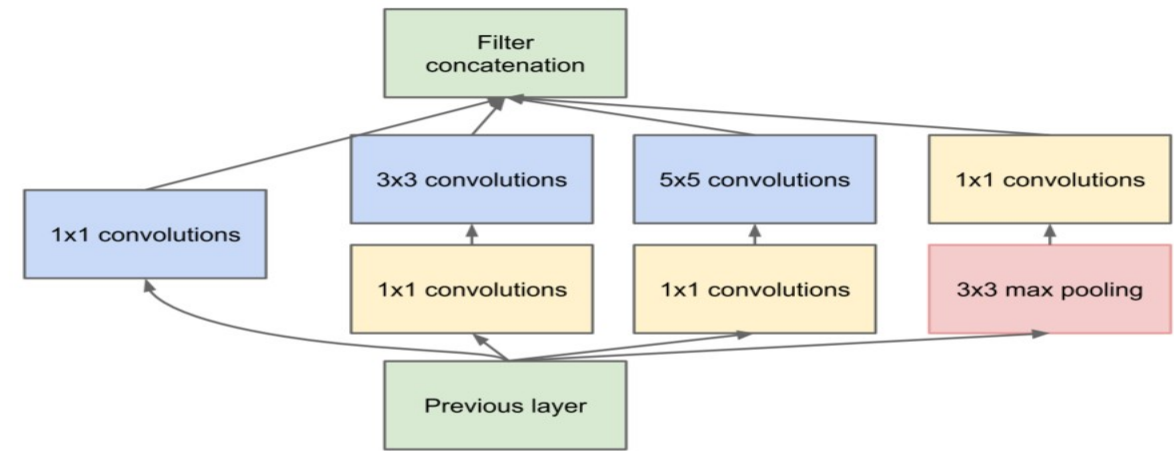 Filter
concatenation
3x3 convolutions
5x5 convolutions
1x1 convolutions
1x1 convolutions
1x1 convolutions
1x1 convolutions
3x3 max pooling
Previous layer